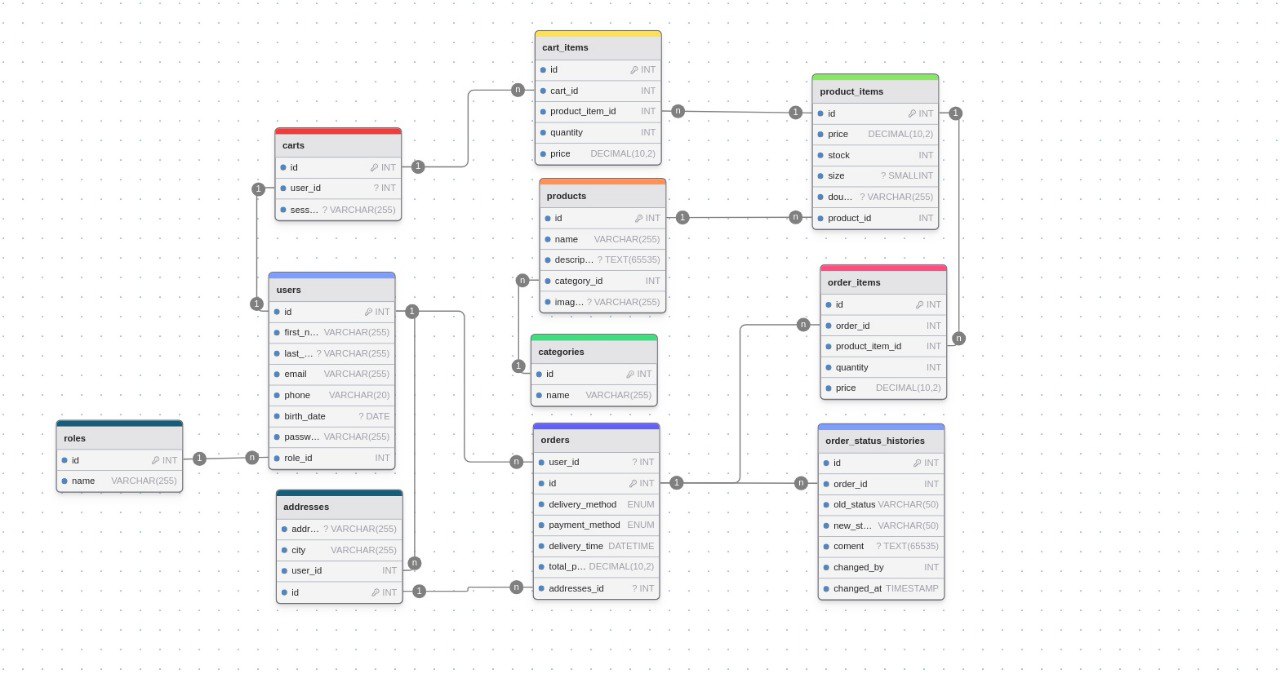 cart_items
id INT
cart_id INT
product_item_id INT
quantity INT
price DECIMAL(10,2)
n
n
product_items
id INT
price DECIMAL(10,2)
stock INT
size ? SMALLINT
dou... ? VARCHAR(255)
product_id INT
1
1
n
carts
id INT
user_id ? INT
sess... ? VARCHAR(255)
1
1
products
id INT
name VARCHAR(255)
descrip... ? TEXT(65535)
category_id INT
imag... ? VARCHAR(255)
1
n
order_items
id INT
order_id INT
product_item_id INT
quantity INT
price DECIMAL(10,2)
n
n
users
id INT
first_n... VARCHAR(255)
last_... ? VARCHAR(255)
email VARCHAR(255)
phone VARCHAR(20)
birth_date ? DATE
passw... VARCHAR(255)
role_id INT
1
1
n
categories
id INT
name VARCHAR(255)
1
roles
id INT
name VARCHAR(255)
1
orders
user_id ? INT
id INT
delivery_method ENUM
payment_method ENUM
delivery_time DATETIME
total_p... DECIMAL(10,2)
addresses_id ? INT
n
1
n
order_status_histories
id INT
order_id INT
old_status VARCHAR(50)
new_st... VARCHAR(50)
coment ? TEXT(65535)
changed_by INT
changed_at TIMESTAMP
n
addresses
addr... ? VARCHAR(255)
city VARCHAR(255)
user_id INT
id INT
n
1